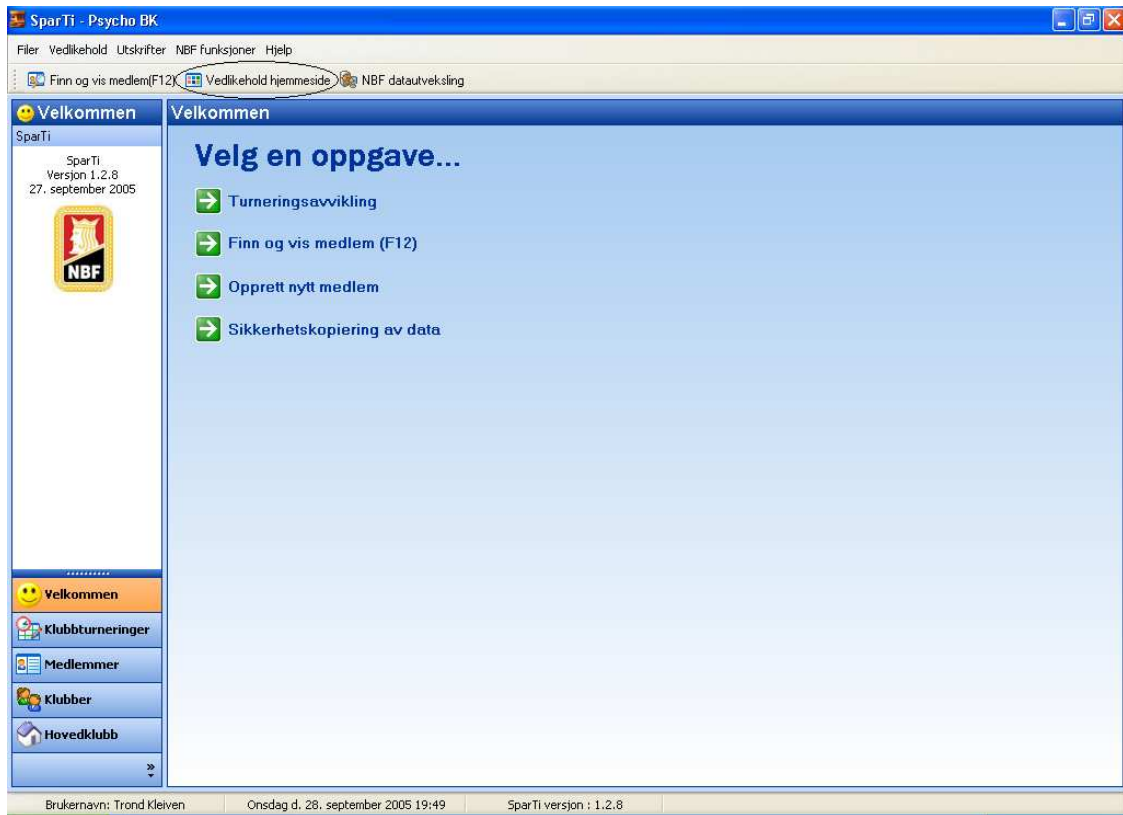 SparTi - Psycho BK
Filer Vedlikehold Utskrifter NBF funksjoner Hjelp
Finn og vis medlem(F12) Vedlikehold hjemmeside NBF datautveksling
Velkommen
Velkommen
SparTi
SparTi
Versjon 1.2.8
27. september 2005
NBF
Velg en oppgave...
Turneringsavvikling
Finn og vis medlem (F12)
Opprett nytt medlem
Sikkerhetskopiering av data
Velkommen
Klubbturneringer
Medlemmer
Klubber
Hovedklubb
Brukernavn: Trond Kleiven Onsdag d. 28. september 2005 19:49 SparTi versjon : 1.2.8